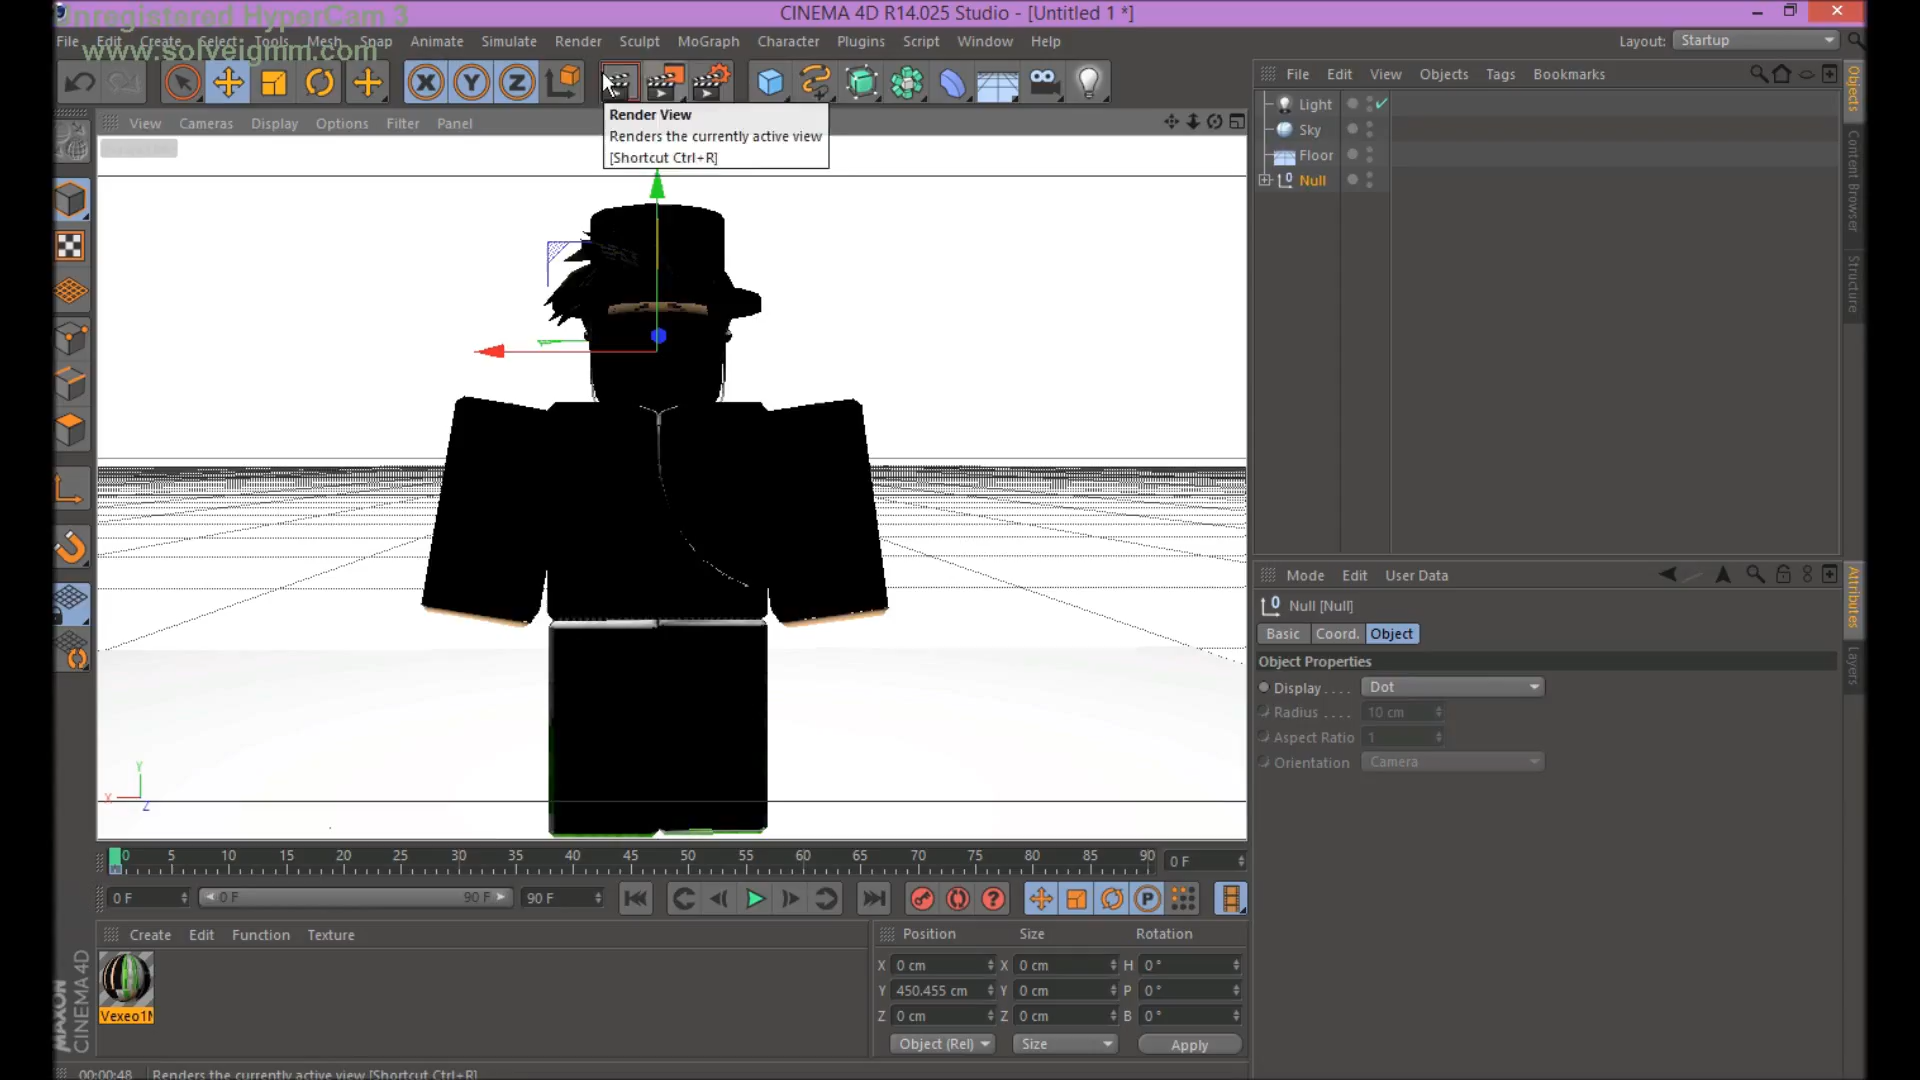 Unregistered HyperCam 3
CINEMA 4D R14.025 Studio - [Untitled 1 *]
www.solveigmm.com
File Edit Create Select Tools Mesh Snap Animate Simulate Render Sculpt MoGraph Character Plugins Script Window Help
Layout: Startup
X Y Z
File Edit View Objects Tags Bookmarks
View Cameras Display Options Filter Panel
Render View
Renders the currently active view
[Shortcut Ctrl+R]
Light
Sky
Floor
Null
Objects
Content Browser
Structure
Mode Edit User Data
Null [Null]
Basic Coord. Object
Object Properties
Display . . . . Dot
Radius . . . . 10 cm
Aspect Ratio 1
Orientation Camera
Attributes
Layers
Y
X
Z
0 5 10 15 20 25 30 35 40 45 50 55 60 65 70 75 80 85 90 0 F
0 F 0 F 90 F 90 F
P
Create Edit Function Texture
Vexeo1
Position Size Rotation
X 0 cm X 0 cm H 0 °
Y 450.455 cm Y 0 cm P 0 °
Z 0 cm Z 0 cm B 0 °
Object (Rel) Size Apply
MAXON
CINEMA 4D
00:00:48 Renders the currently active view [Shortcut Ctrl+R]